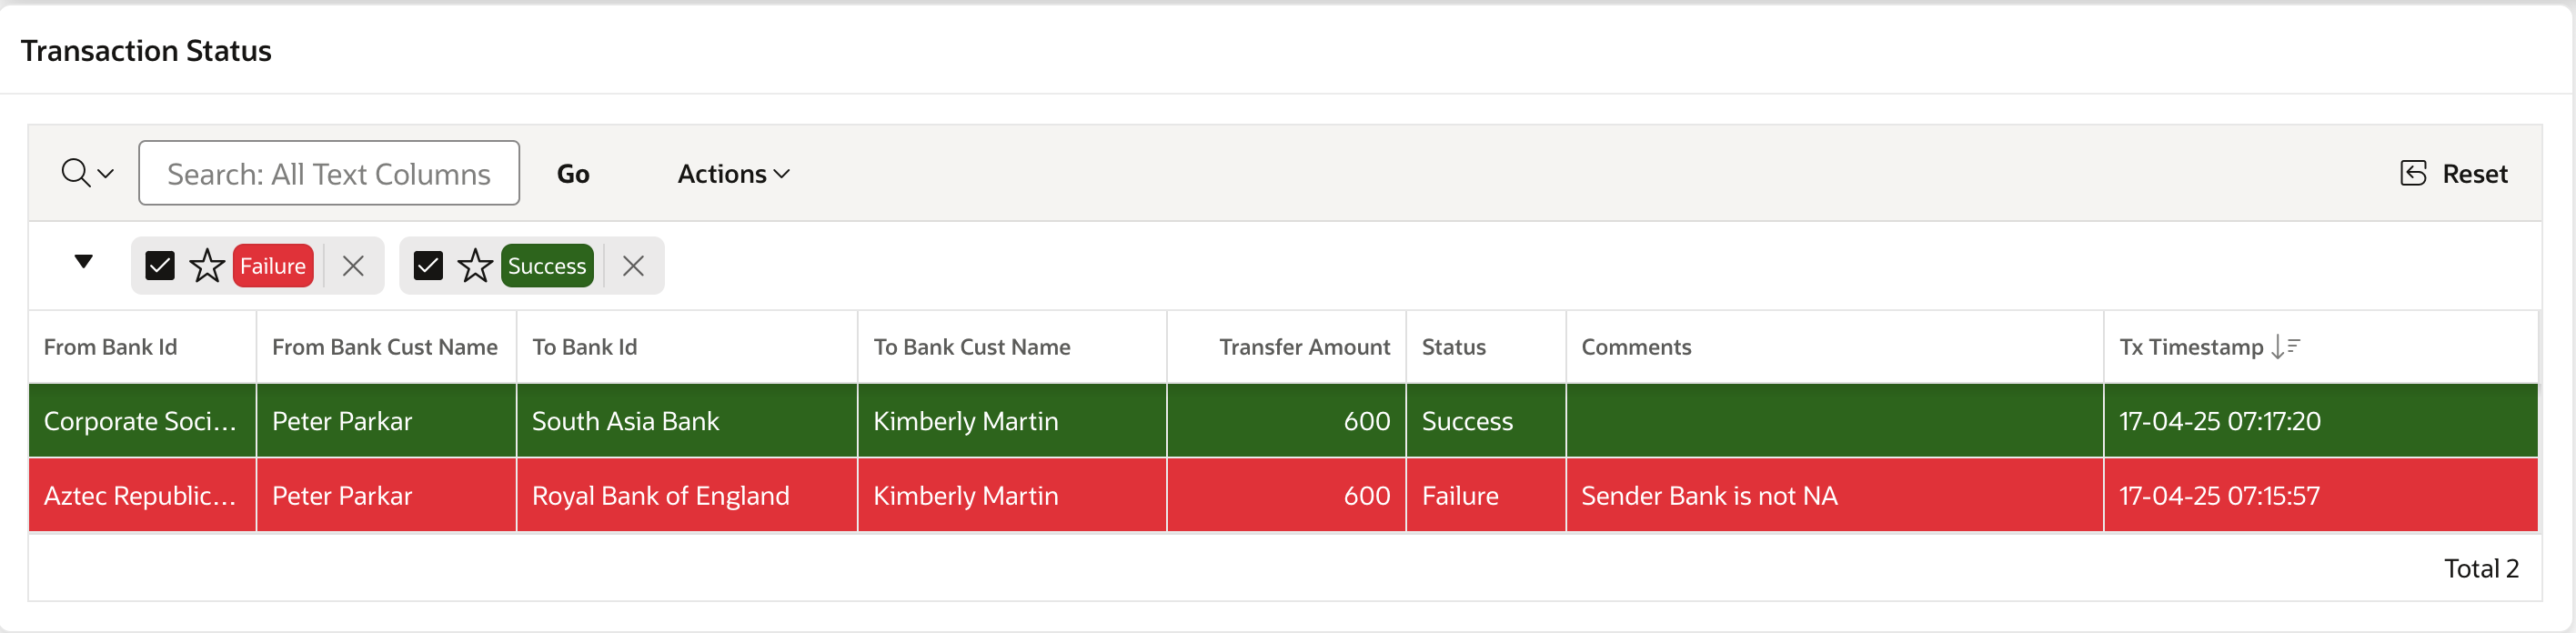 Transaction Status
Search: All Text Columns Go Actions Reset
Failure Success
From Bank Id From Bank Cust Name To Bank Id To Bank Cust Name Transfer Amount Status Comments Tx Timestamp
Corporate Soci... Peter Parkar South Asia Bank Kimberly Martin 600 Success 17-04-25 07:17:20
Aztec Republic... Peter Parkar Royal Bank of England Kimberly Martin 600 Failure Sender Bank is not NA 17-04-25 07:15:57
Total 2